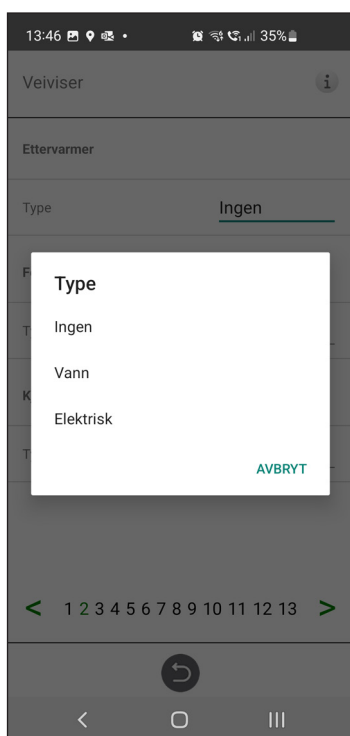 13:46 35%
Veiviser i
Ettervarmer
Type Ingen
F
Type
T
Ingen
Vann
K
Elektrisk
T
AVBRYT
< 1 2 3 4 5 6 7 8 9 10 11 12 13 >